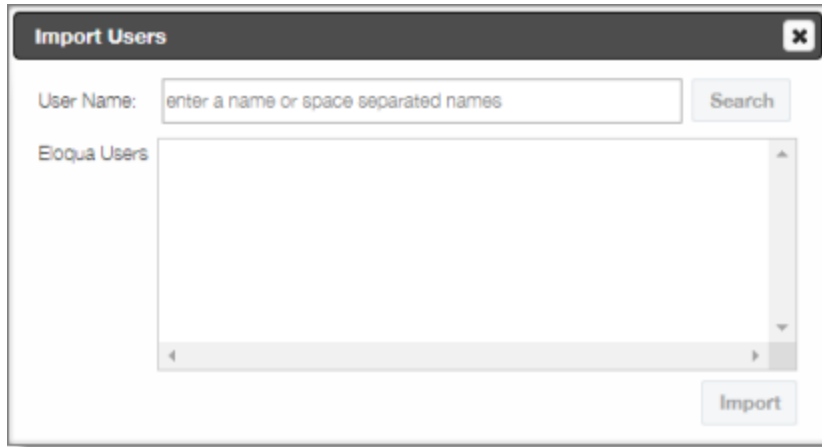 Import Users
User Name: enter a name or space separated names Search
Eloqua Users
Import